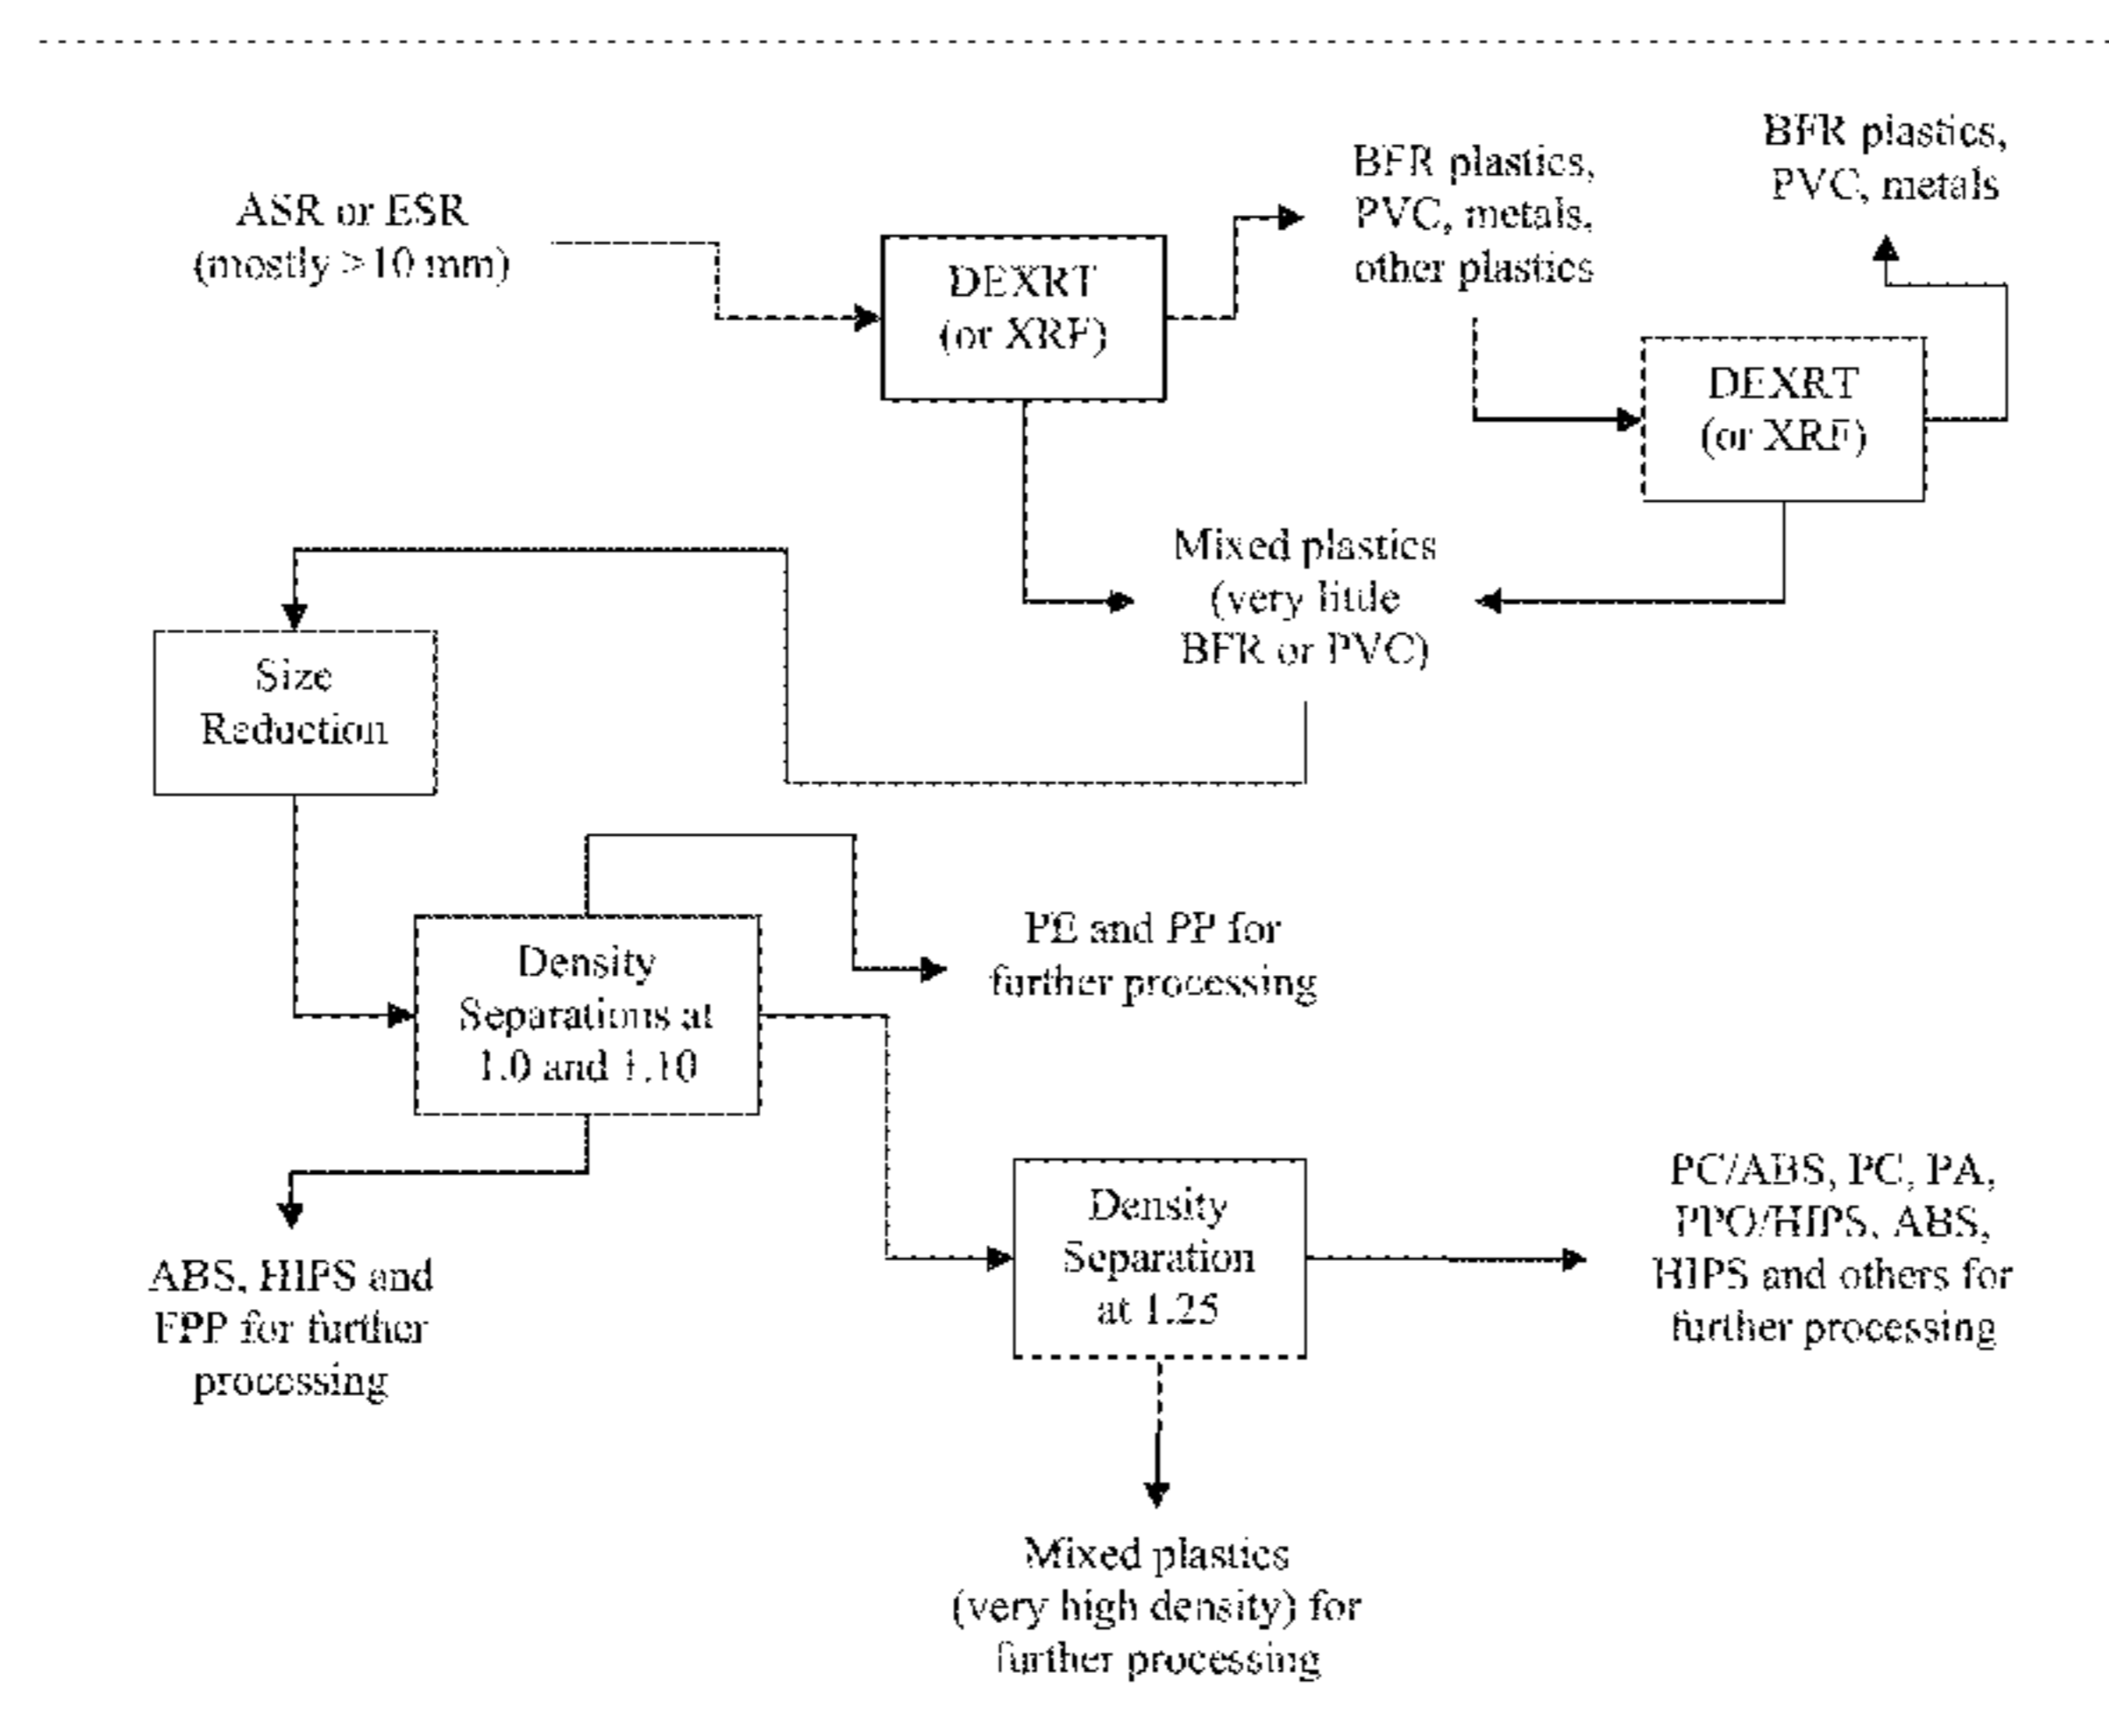 ASR or ESR
(mostly >10 mm)
DEXRT
(or XRF)
BFR plastics,
PVC, metals,
other plastics
BFR plastics,
PVC, metals
DEXRT
(or XRF)
Mixed plastics
(very little
BFR or PVC)
Size
Reduction
Density
Separations at
1.0 and 1.10
PE and PP for
further processing
ABS, HIPS and
FPP for further
processing
Density
Separation
at 1.25
PC/ABS, PC, PA,
PPO/HIPS, ABS,
HIPS and others for
further processing
Mixed plastics
(very high density) for
further processing